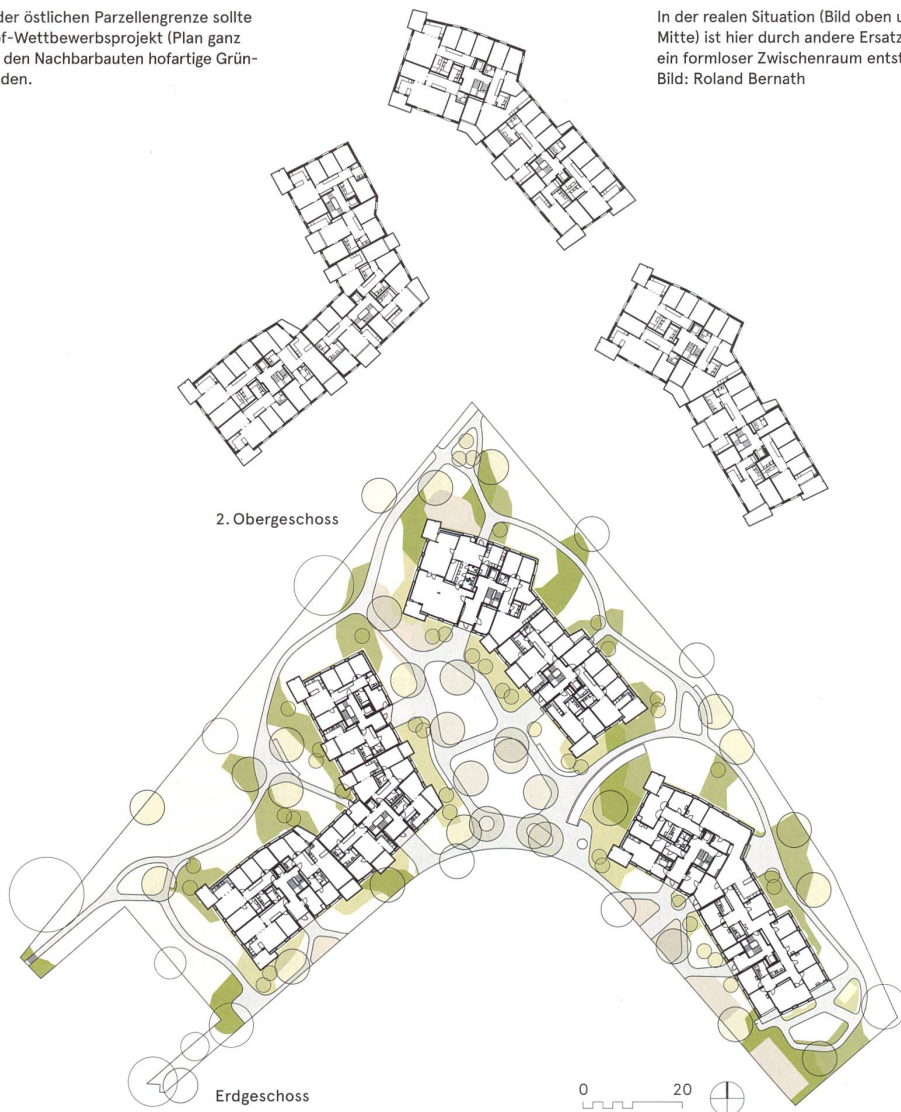 der östlichen Parzellengrenze sollte
of-Wettbewerbsprojekt (Plan ganz
den Nachbarbauten hofartige Grün-
den.
In der realen Situation (Bild oben u
Mitte) ist hier durch andere Ersatz
ein formloser Zwischenraum entst
Bild: Roland Bernath
2. Obergeschoss
Erdgeschoss
0 20